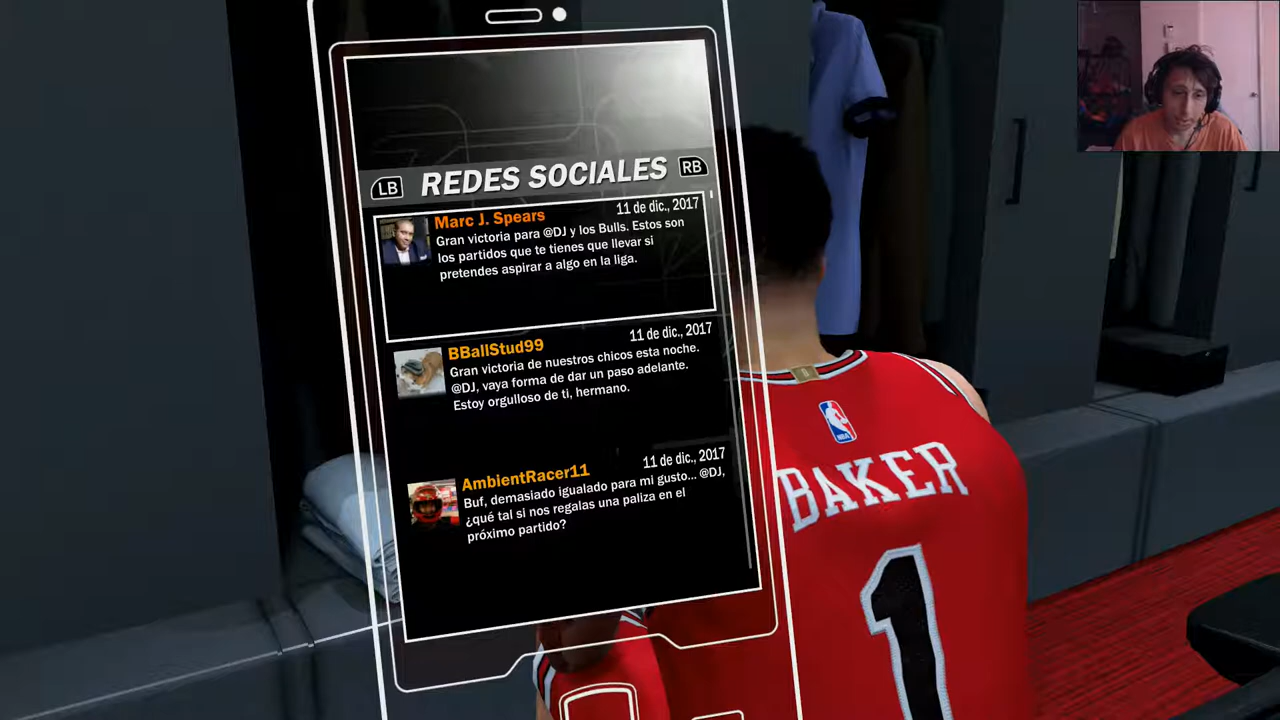 LB REDES SOCIALES RB
Marc J. Spears 11 de dic., 2017
Gran victoria para @DJ y los Bulls. Estos son
los partidos que te tienes que llevar si
pretendes aspirar a algo en la liga.
BBallStud99 11 de dic., 2017
Gran victoria de nuestros chicos esta noche.
@DJ, vaya forma de dar un paso adelante.
Estoy orgulloso de ti, hermano.
AmbientRacer11 11 de dic., 2017
Buf, demasiado igualado para mi gusto... @DJ,
¿qué tal si nos regalas una paliza en el
próximo partido?
NBA
BAKER
1